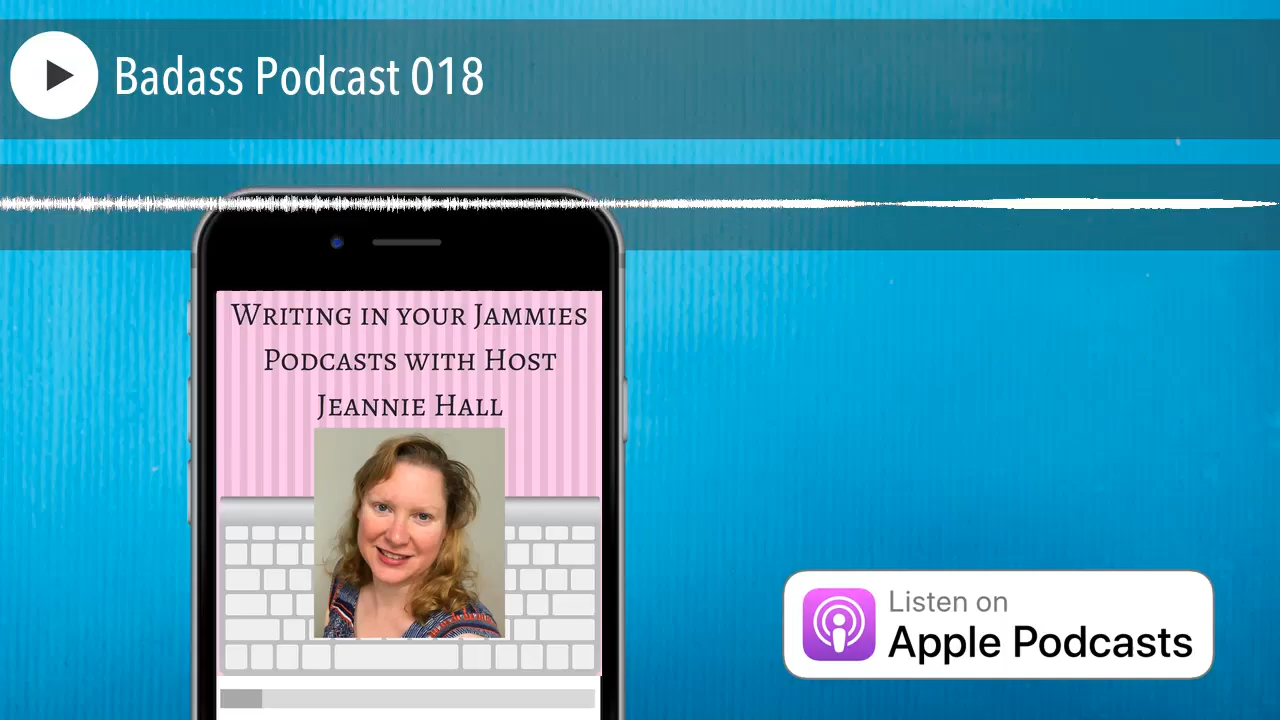 Badass Podcast 018
Writing in your Jammies
Podcasts with Host
Jeannie Hall
Listen on
Apple Podcasts